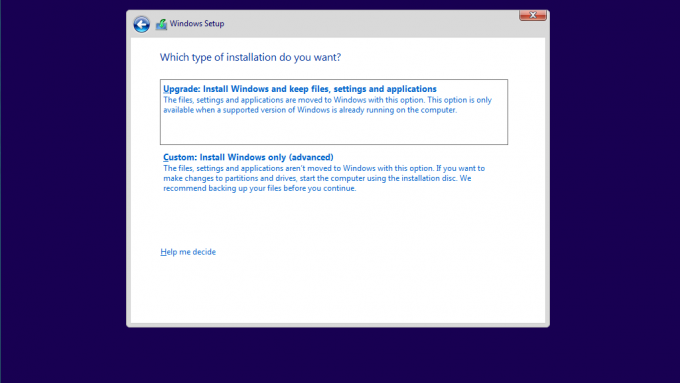 Windows Setup
Which type of installation do you want?
Upgrade: Install Windows and keep files, settings and applications
The files, settings and applications are moved to Windows with this option. This option is only
available when a supported version of Windows is already running on the computer.
Custom: Install Windows only (advanced)
The files, settings and applications aren't moved to Windows with this option. If you want to
make changes to partitions and drives, start the computer using the installation disc. We
recommend backing up your files before you continue.
Help me decide